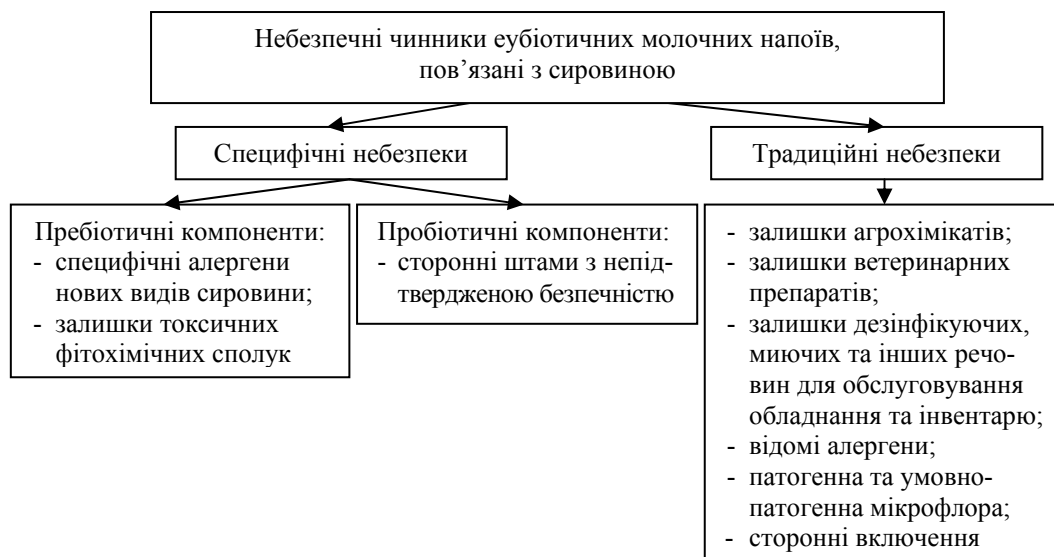 Небезпечні чинники еубіотичних молочних напоїв,
пов’язані з сировиною
Специфічні небезпеки
Традиційні небезпеки
Пребіотичні компоненти:
- специфічні алергени
нових видів сировини;
- залишки токсичних
фітохімічних сполук
Пробіотичні компоненти:
- сторонні штами з непід-
твердженою безпечністю
- залишки агрохімікатів;
- залишки ветеринарних
препаратів;
- залишки дезінфікуючих,
миючих та інших речо-
вин для обслуговування
обладнання та інвентарю;
- відомі алергени;
- патогенна та умовно-
патогенна мікрофлора;
- сторонні включення